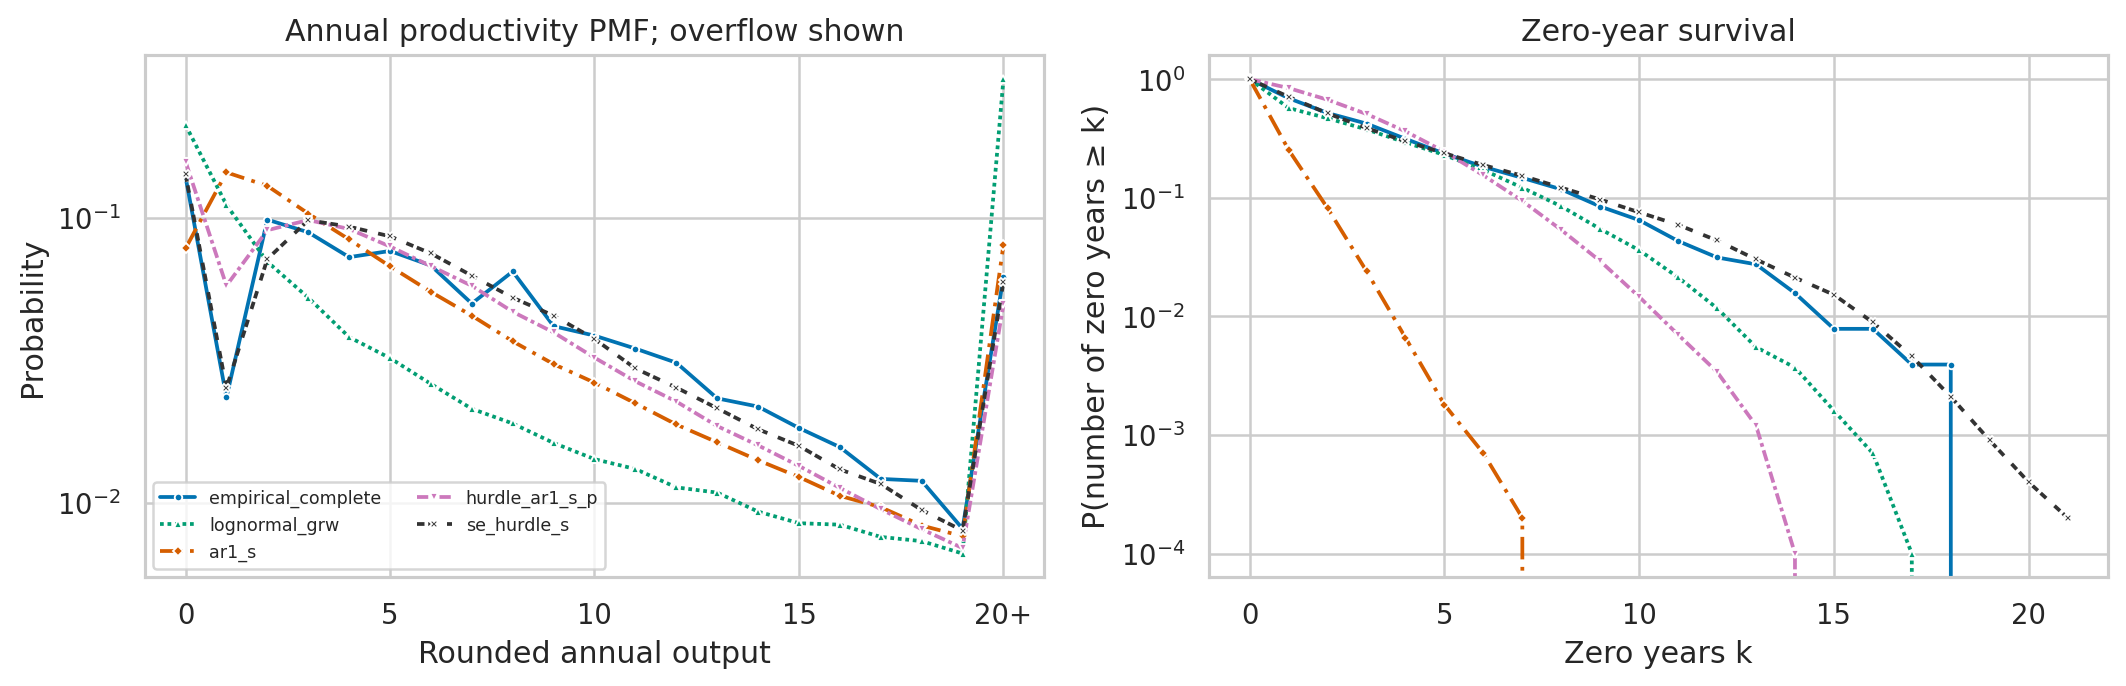 Annual productivity PMF; overflow shown
Probability
10⁻¹
10⁻²
empirical_complete
lognormal_grw
ar1_s
hurdle_ar1_s_p
se_hurdle_s
0 5 10 15 20+
Rounded annual output
Zero-year survival
P(number of zero years ≥ k)
10⁰
10⁻¹
10⁻²
10⁻³
10⁻⁴
0 5 10 15 20
Zero years k